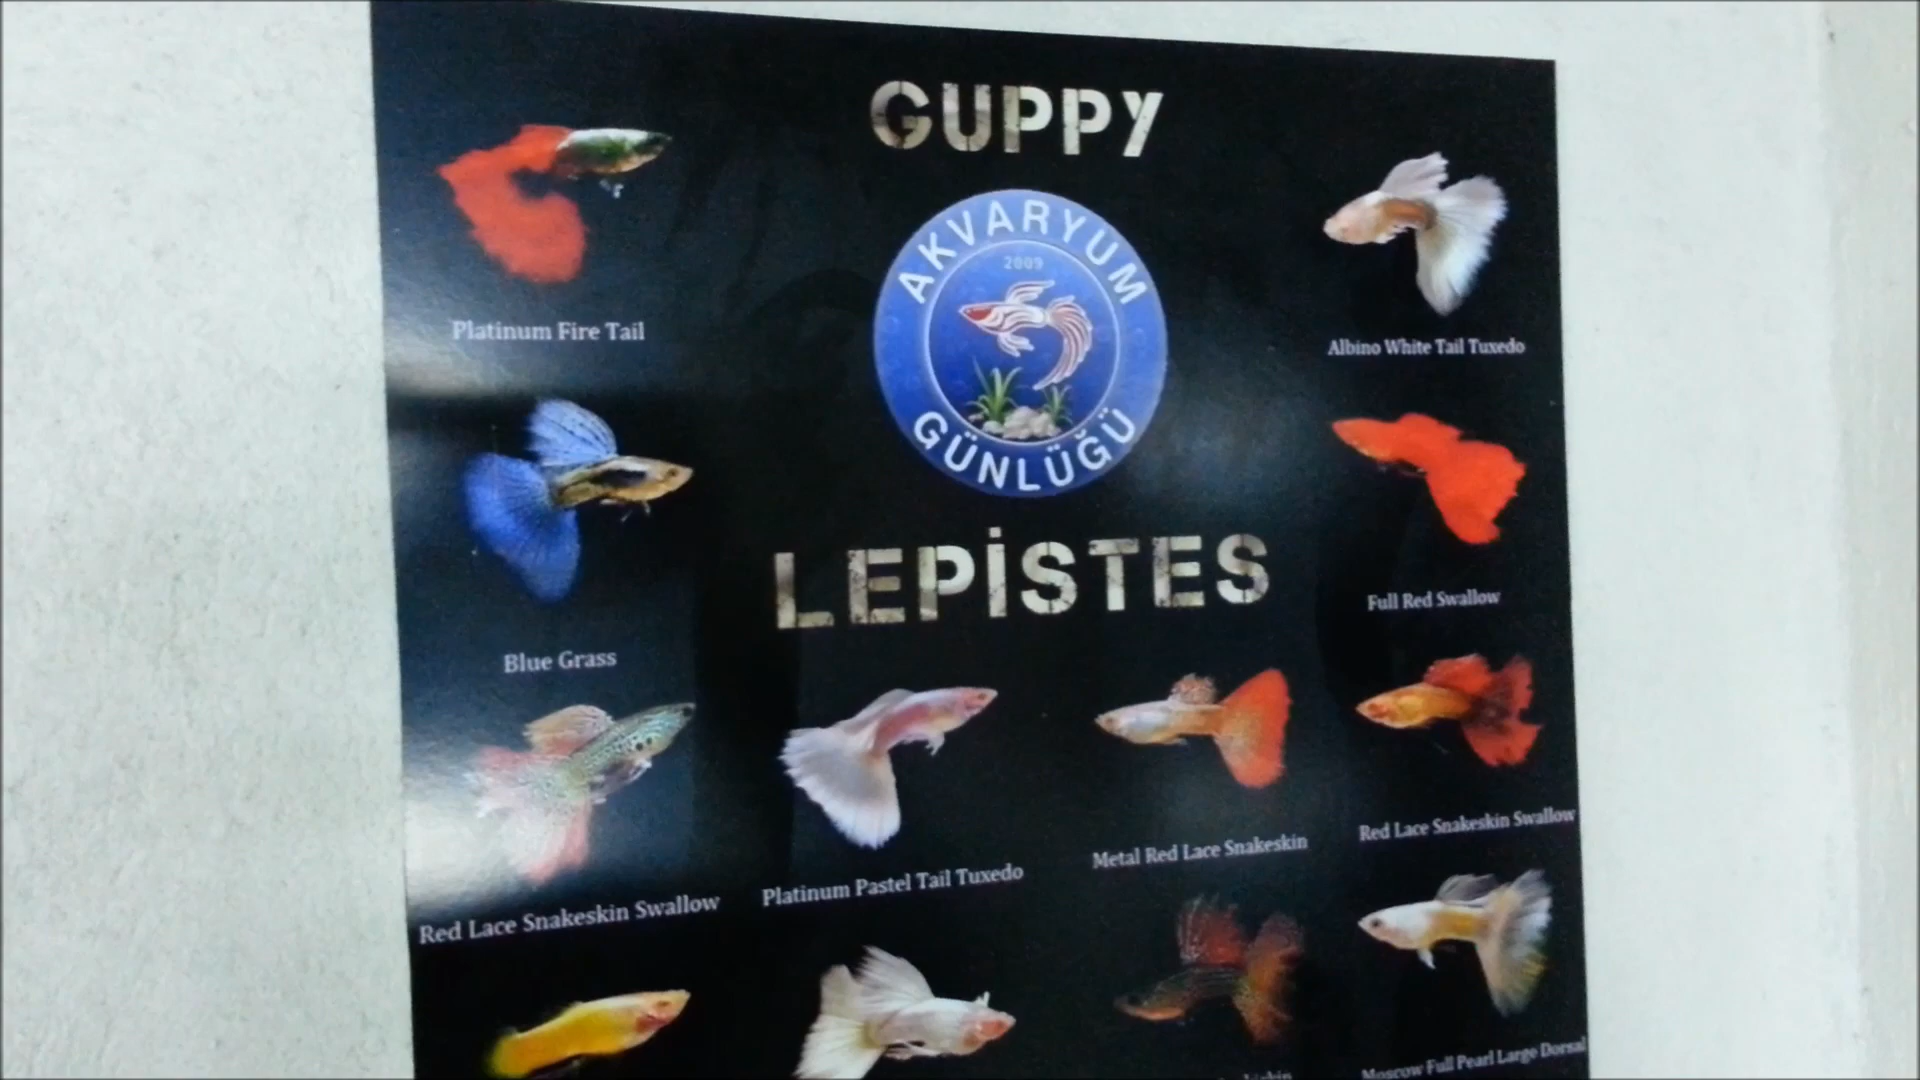 GUPPY
AKVARYUM
2009
GÜNLÜĞÜ
LEPİSTES
Platinum Fire Tail
Albino White Tail Tuxedo
Blue Grass
Full Red Swallow
Red Lace Snakeskin Swallow
Platinum Pastel Tail Tuxedo
Metal Red Lace Snakeskin
Red Lace Snakeskin Swallow
Moscow Full Pearl Large Dorsal